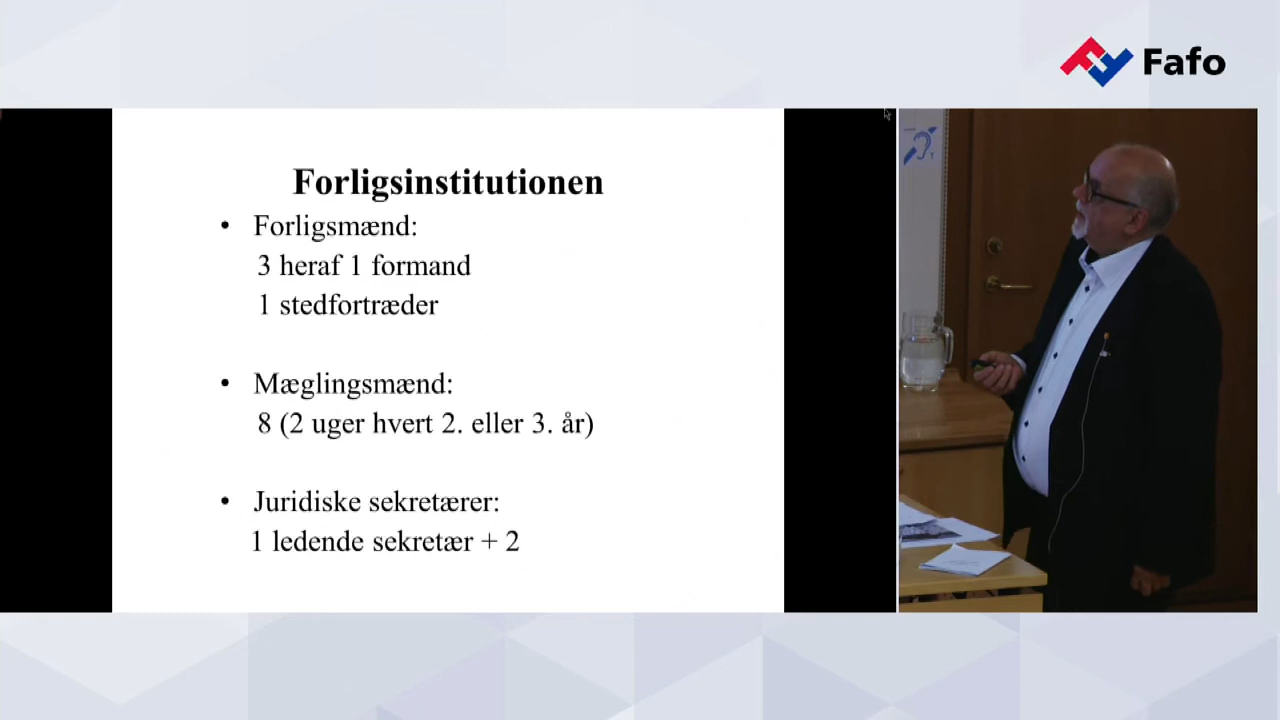 Fafo
Forligsinstitutionen
• Forligsmænd:
3 heraf 1 formand
1 stedfortræder
• Mæglingsmænd:
8 (2 uger hvert 2. eller 3. år)
• Juridiske sekretærer:
1 ledende sekretær + 2
T